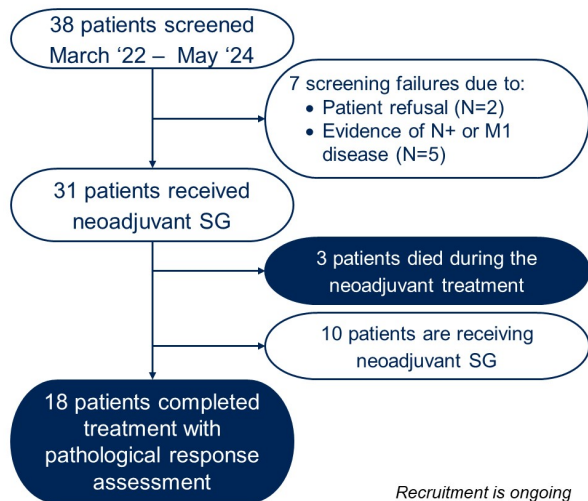 38 patients screened
March ‘22 – May ‘24
7 screening failures due to:
• Patient refusal (N=2)
• Evidence of N+ or M1
disease (N=5)
31 patients received
neoadjuvant SG
3 patients died during the
neoadjuvant treatment
10 patients are receiving
neoadjuvant SG
18 patients completed
treatment with
pathological response
assessment
Recruitment is ongoing